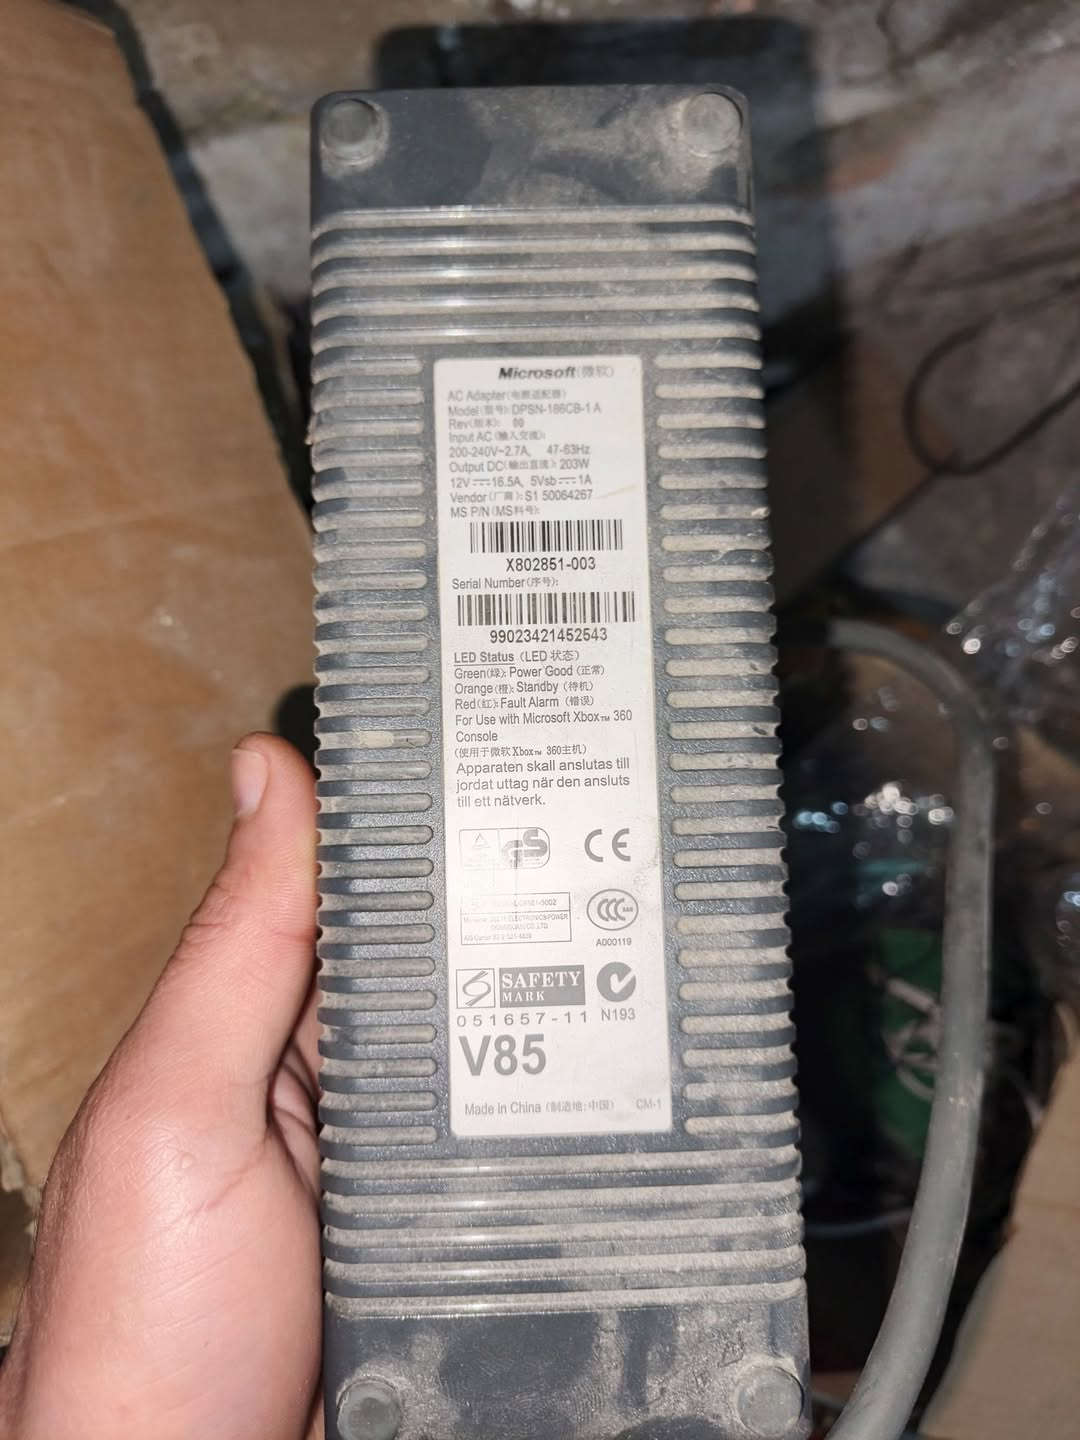 Microsoft(微软)
AC Adapter(电源适配器)
Model(型号): DPSN-186CB-1 A
Rev(版本): 00
Input AC (输入交流):
200-240V~2.7A, 47-63Hz
Output DC(输出直流): 203W
12V⎓16.5A, 5Vsb⎓1A
Vendor(厂商): S1 50064267
MS P/N(MS料号):
X802851-003
Serial Number(序号):
99023421452543
LED Status (LED 状态)
Green(绿): Power Good (正常)
Orange(橙): Standby (待机)
Red(红): Fault Alarm (错误)
For Use with Microsoft Xbox™ 360
Console
(使用于微软 Xbox™ 360主机)
Apparaten skall anslutas till
jordat uttag när den ansluts
till ett nätverk.
GS CE
CCC
A000119
SAFETY
MARK
051657-11 N193
V85
Made in China (制造地: 中国) CM-1